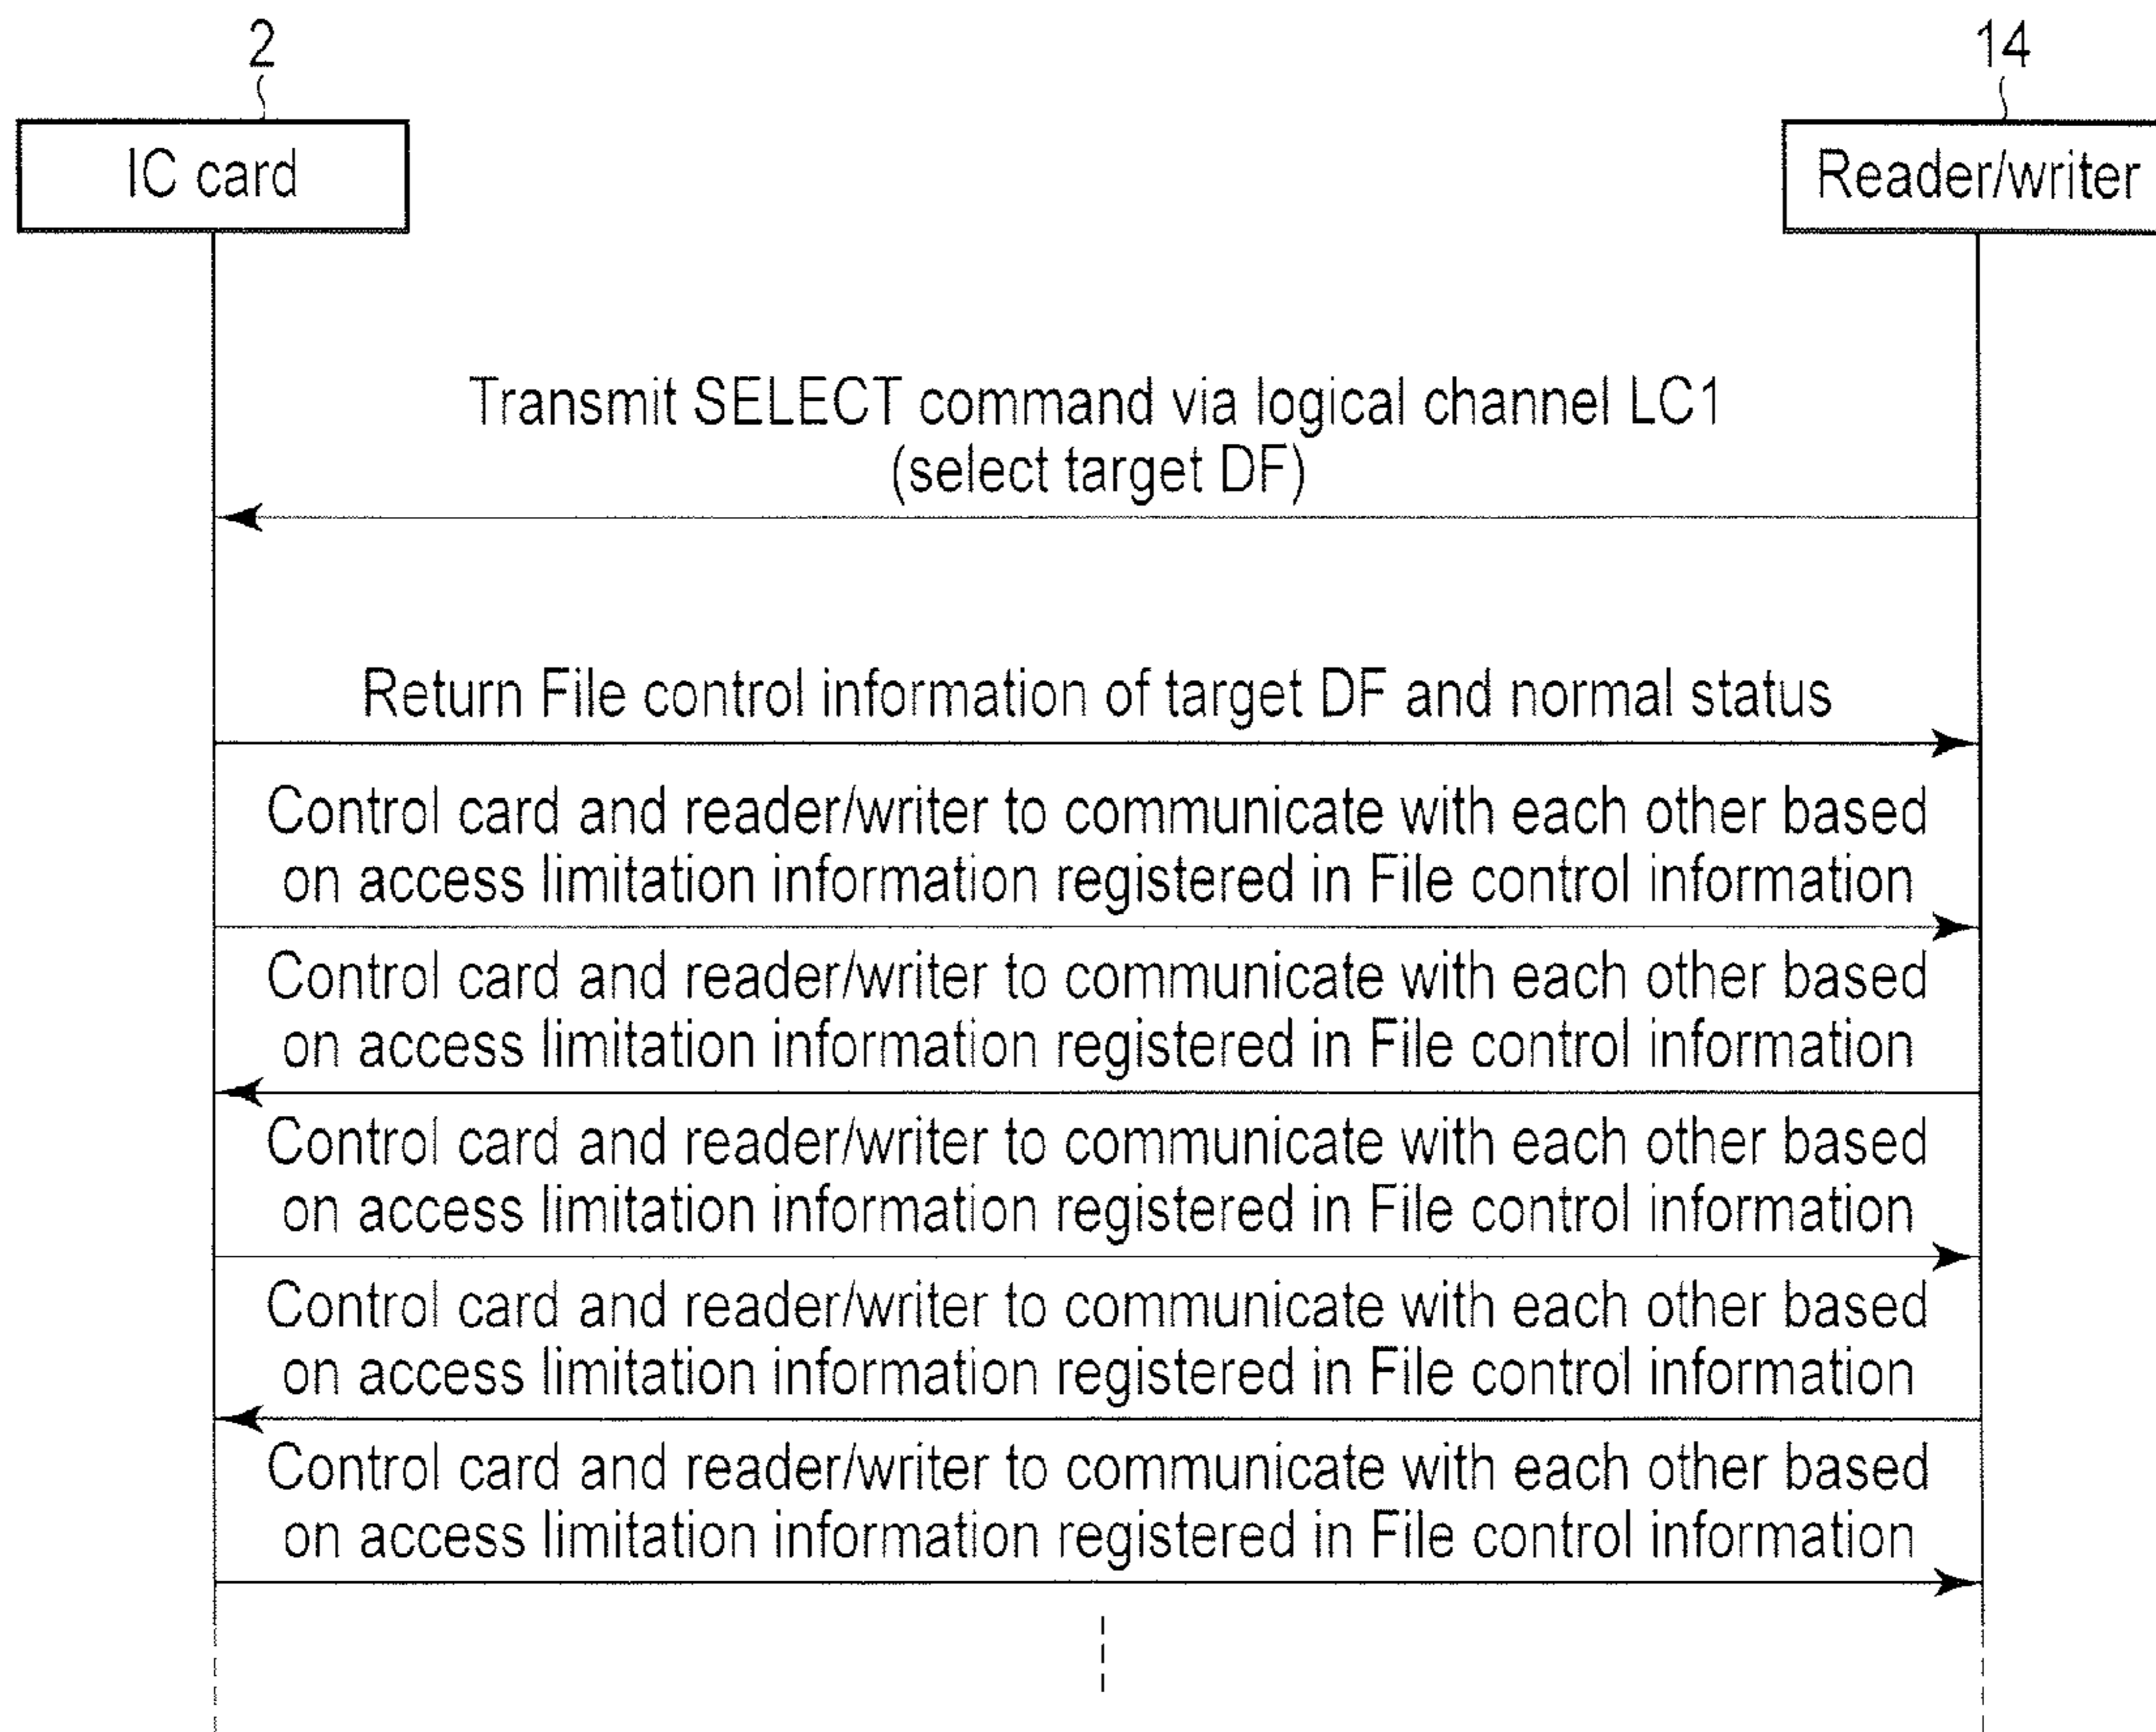 2
14
IC card
Reader/writer
Transmit SELECT command via logical channel LC1
(select target DF)
Return File control information of target DF and normal status
Control card and reader/writer to communicate with each other based
on access limitation information registered in File control information
Control card and reader/writer to communicate with each other based
on access limitation information registered in File control information
Control card and reader/writer to communicate with each other based
on access limitation information registered in File control information
Control card and reader/writer to communicate with each other based
on access limitation information registered in File control information
Control card and reader/writer to communicate with each other based
on access limitation information registered in File control information